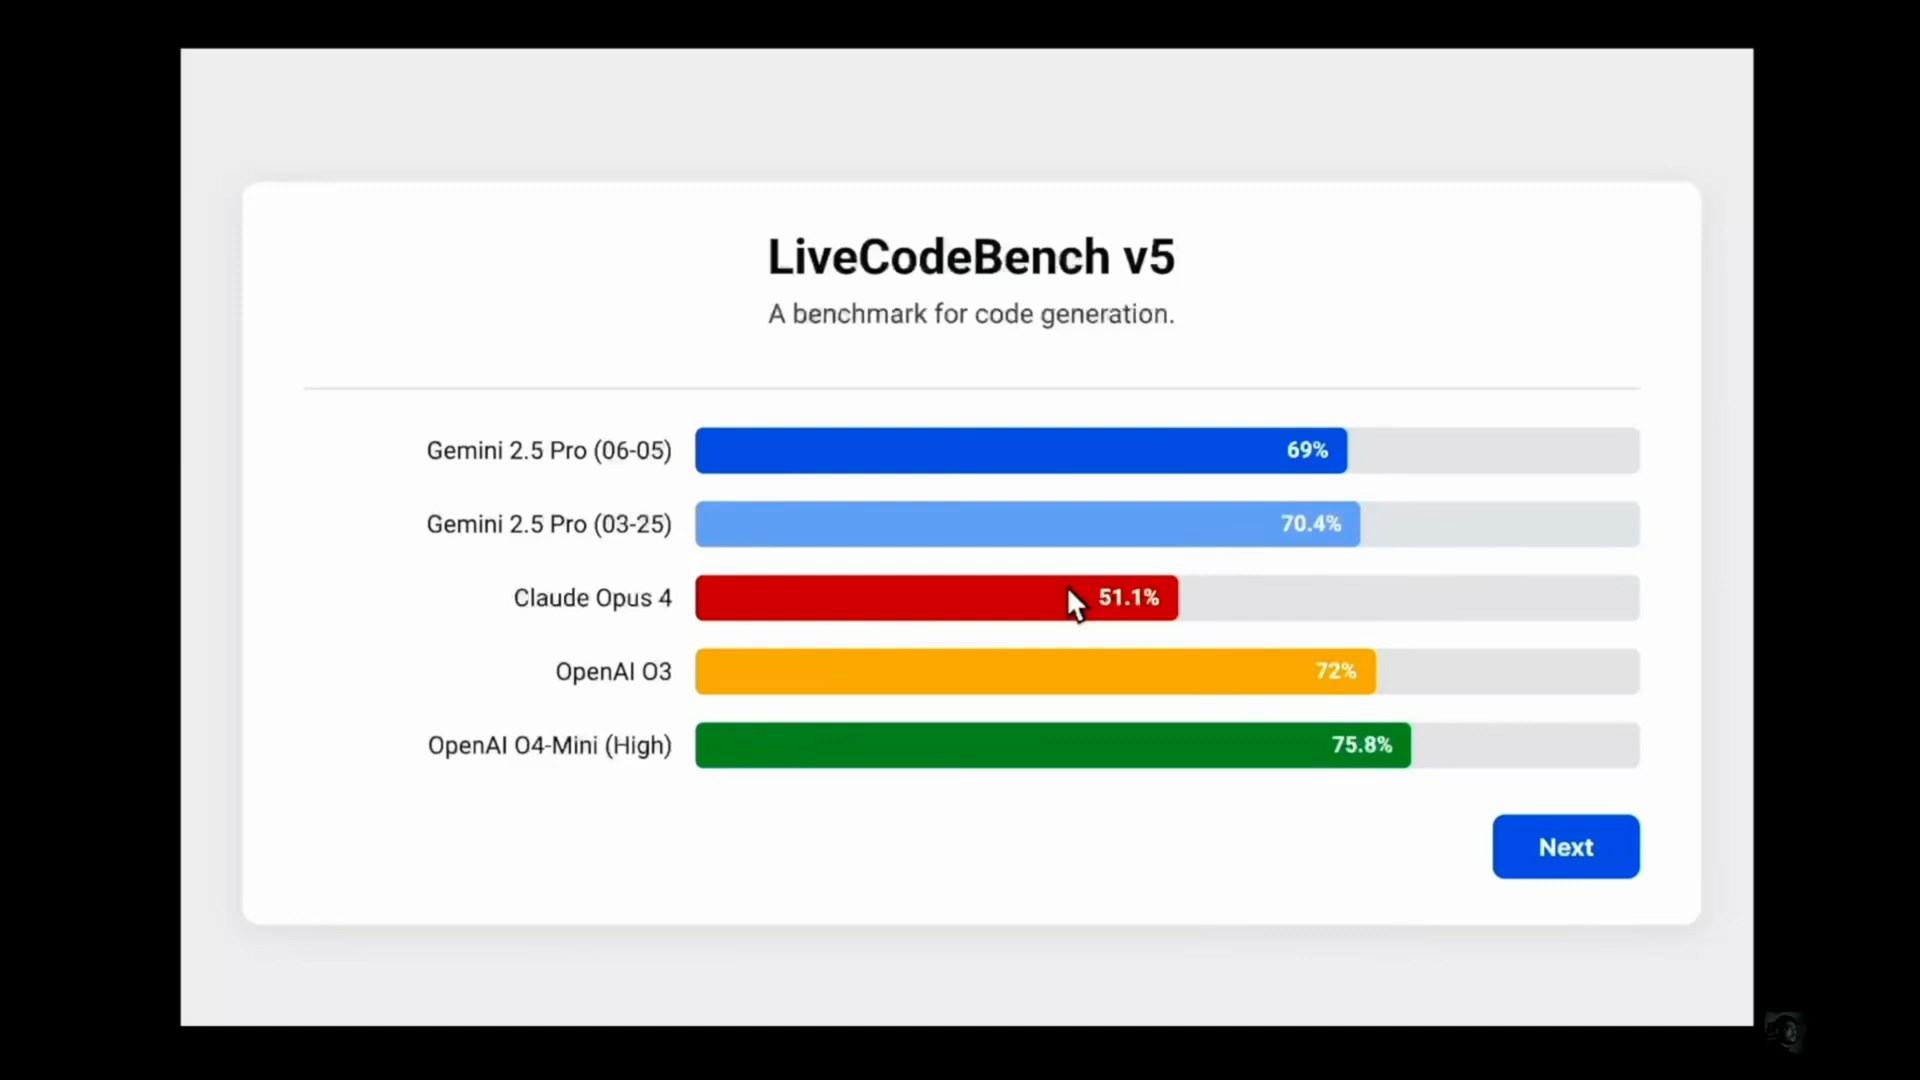 LiveCodeBench v5
A benchmark for code generation.
Gemini 2.5 Pro (06-05) 69%
Gemini 2.5 Pro (03-25) 70.4%
Claude Opus 4 51.1%
OpenAI O3 72%
OpenAI O4-Mini (High) 75.8%
Next